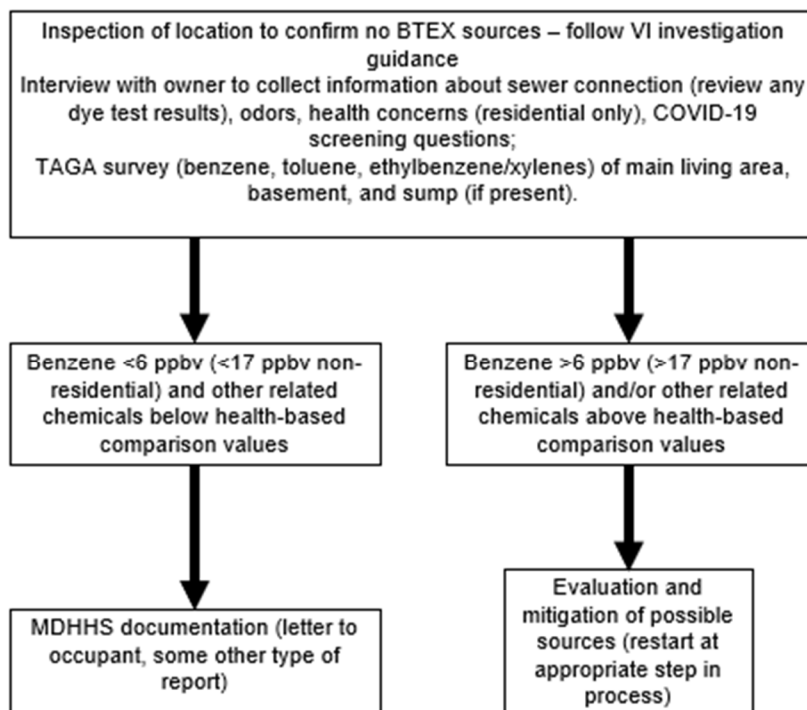 Inspection of location to confirm no BTEX sources – follow VI investigation
guidance
Interview with owner to collect information about sewer connection (review any
dye test results), odors, health concerns (residential only), COVID-19
screening questions;
TAGA survey (benzene, toluene, ethylbenzene/xylenes) of main living area,
basement, and sump (if present).
Benzene <6 ppbv (<17 ppbv non-
residential) and other related
chemicals below health-based
comparison values
Benzene >6 ppbv (>17 ppbv non-
residential) and/or other related
chemicals above health-based
comparison values
MDHHS documentation (letter to
occupant, some other type of
report)
Evaluation and
mitigation of possible
sources (restart at
appropriate step in
process)